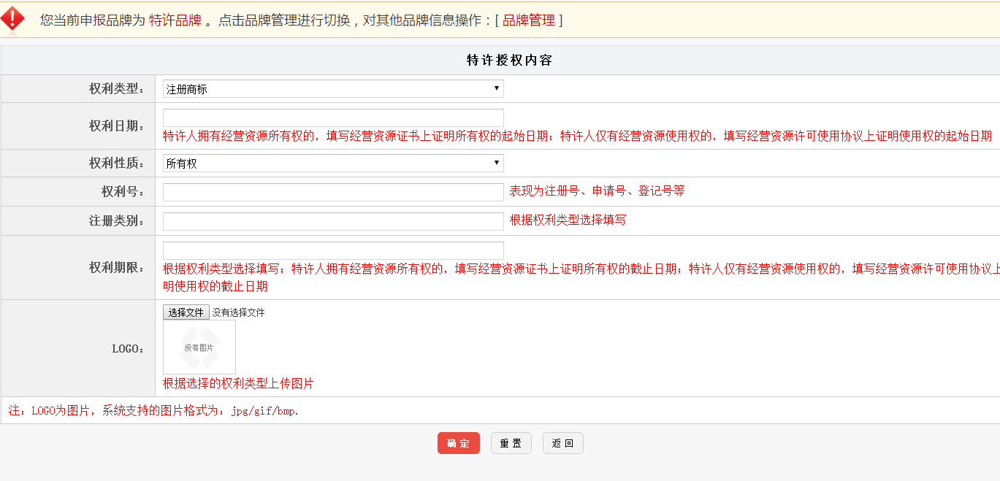 您当前申报品牌为 特许品牌 。点击品牌管理进行切换，对其他品牌信息操作：[ 品牌管理 ]
特许授权内容
权利类型： 注册商标
权利日期：
特许人拥有经营资源所有权的，填写经营资源证书上证明所有权的起始日期；特许人仅有经营资源使用权的，填写经营资源许可使用协议上证明使用权的起始日期
权利性质： 所有权
权利号： 表现为注册号、申请号、登记号等
注册类别： 根据权利类型选择填写
权利期限：
根据权利类型选择填写；特许人拥有经营资源所有权的，填写经营资源证书上证明所有权的截止日期；特许人仅有经营资源使用权的，填写经营资源许可使用协议上
明使用权的截止日期
选择文件 没有选择文件
LOGO： 没有图片
根据选择的权利类型上传图片
注：LOGO为图片，系统支持的图片格式为：jpg/gif/bmp.
确 定 重 置 返 回